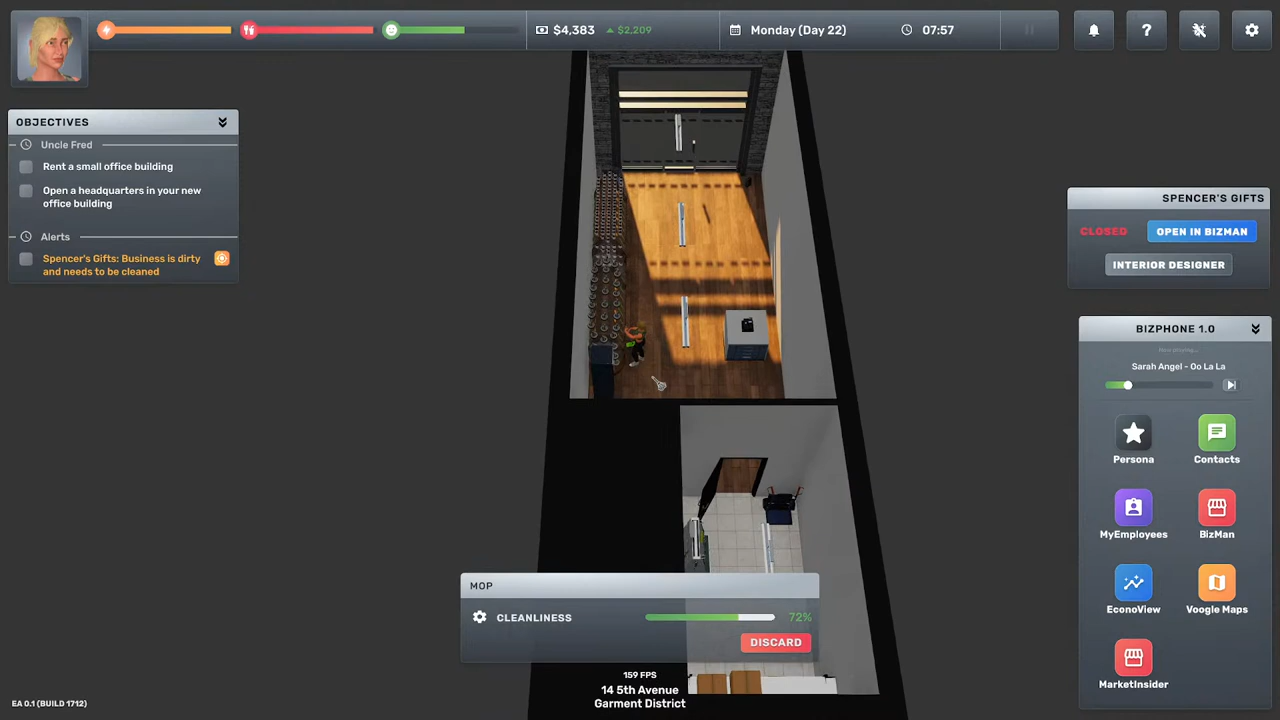 $4,383
$2,209
Monday (Day 22)
07:57
?
OBJECTIVES
Uncle Fred
Rent a small office building
Open a headquarters in your new
office building
Alerts
Spencer's Gifts: Business is dirty
and needs to be cleaned
SPENCER'S GIFTS
CLOSED
OPEN IN BIZMAN
INTERIOR DESIGNER
BIZPHONE 1.0
Sarah Angel - Oo La La
Persona
Contacts
MyEmployees
BizMan
EconoView
Voogle Maps
MarketInsider
MOP
CLEANLINESS
72%
DISCARD
159 FPS
14 5th Avenue
Garment District
EA 0.1 (BUILD 1712)